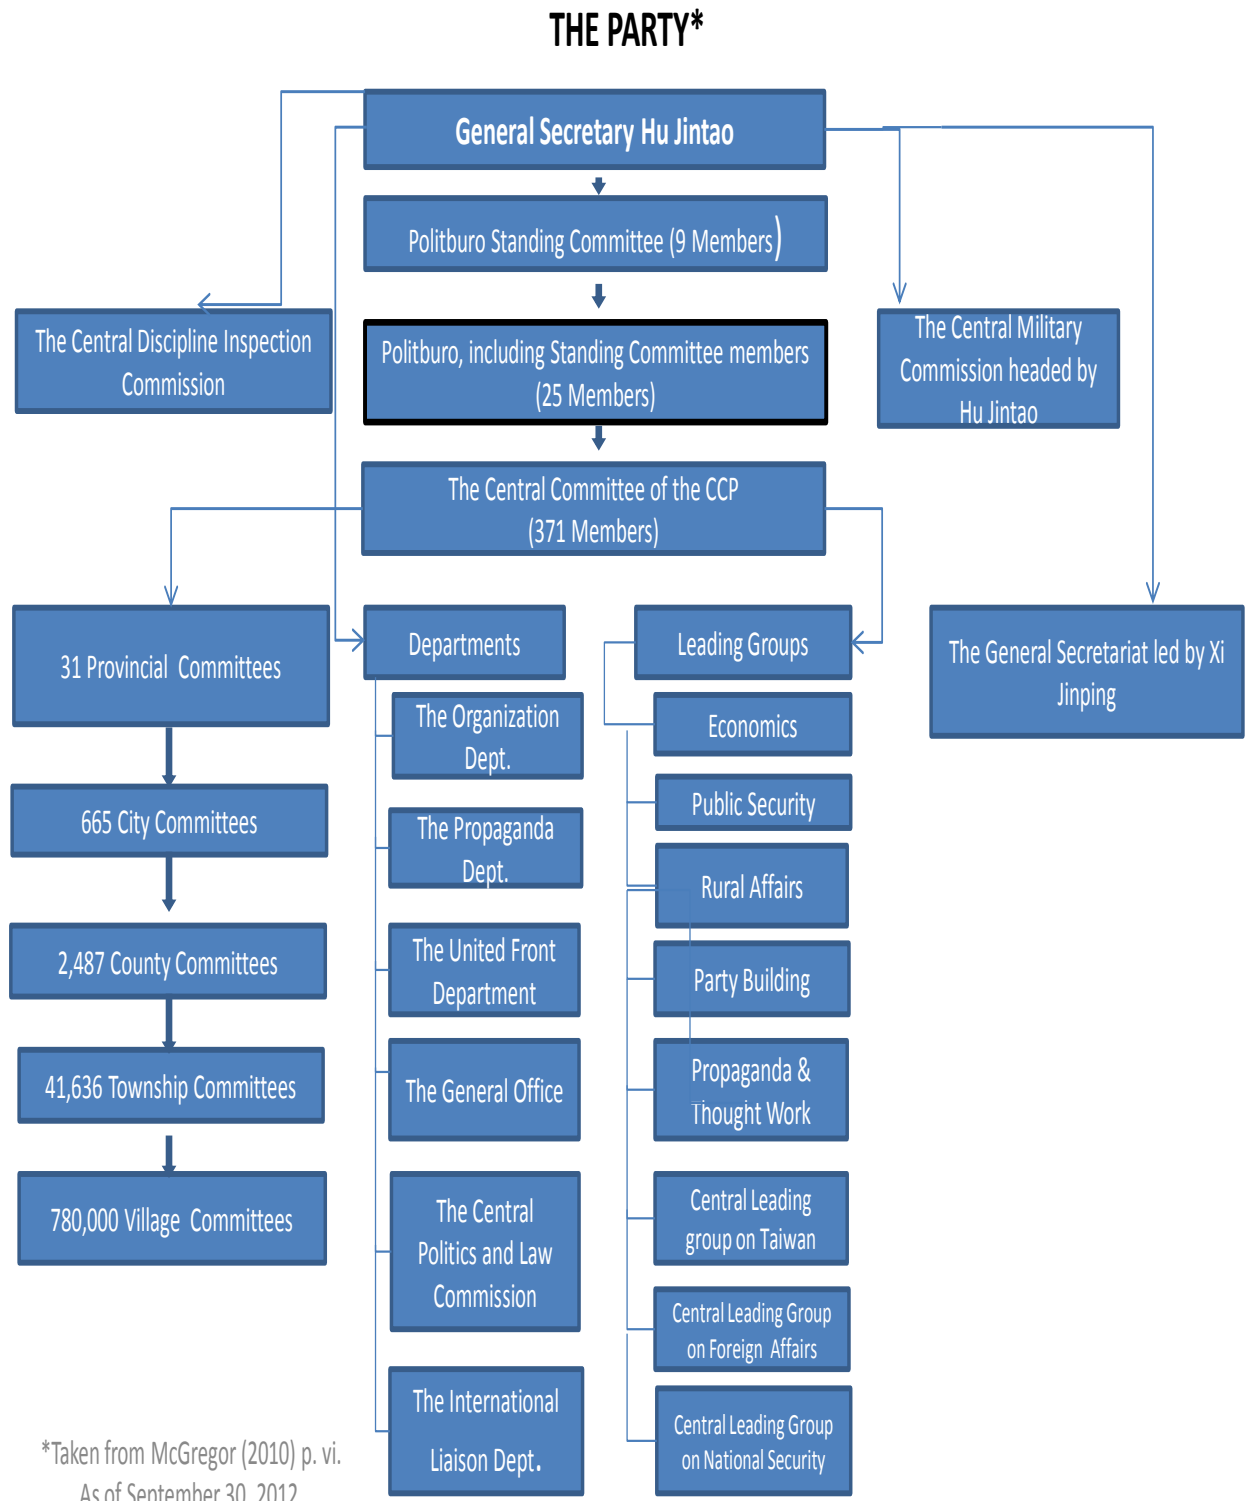 THE PARTY*
General Secretary Hu Jintao
Politburo Standing Committee (9 Members)
The Central Discipline Inspection
Commission
Politburo, including Standing Committee members
(25 Members)
The Central Military
Commission headed by
Hu Jintao
The Central Committee of the CCP
(371 Members)
31 Provincial Committees
665 City Committees
2,487 County Committees
41,636 Township Committees
780,000 Village Committees
Departments
The Organization
Dept.
The Propaganda
Dept.
The United Front
Department
The General Office
The Central
Politics and Law
Commission
The International
Liaison Dept.
Leading Groups
Economics
Public Security
Rural Affairs
Party Building
Propaganda &
Thought Work
Central Leading
group on Taiwan
Central Leading Group
on Foreign Affairs
Central Leading Group
on National Security
The General Secretariat led by Xi
Jinping
*Taken from McGregor (2010) p. vi.
As of September 30, 2012